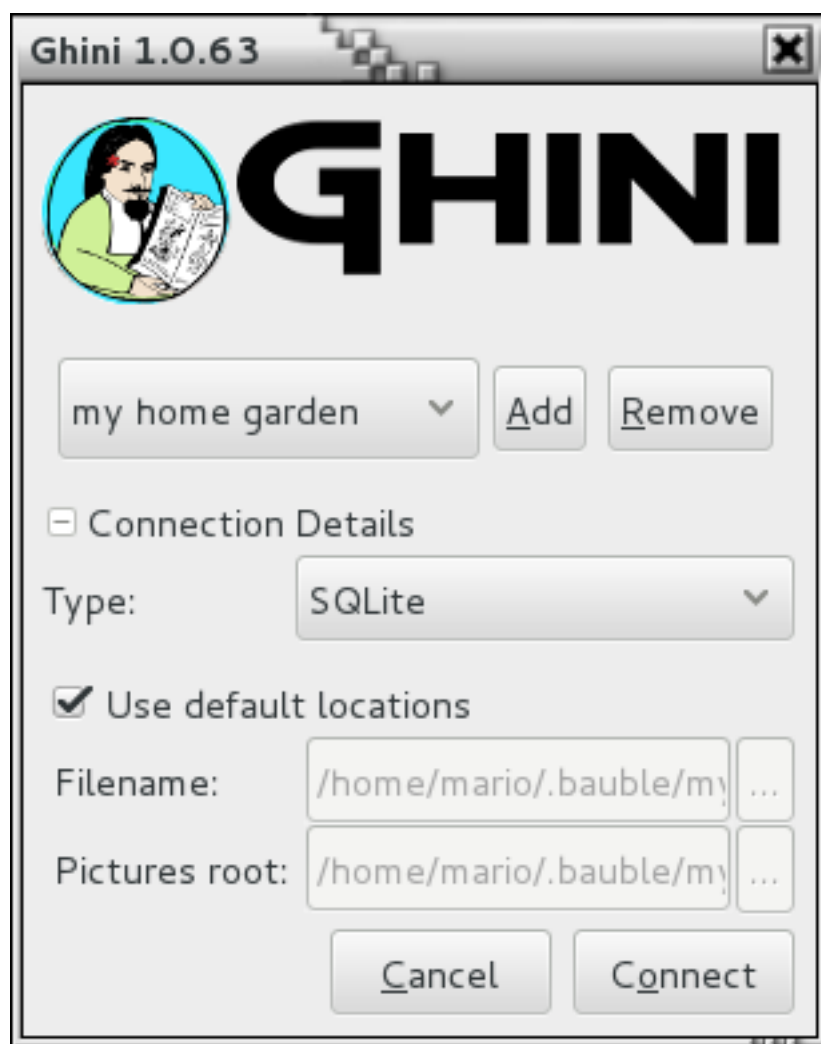 Ghini 1.0.63
GHINI
my home garden Add Remove
Connection Details
Type: SQLite
Use default locations
Filename: /home/mario/.bauble/my ...
Pictures root: /home/mario/.bauble/my ...
Cancel Connect